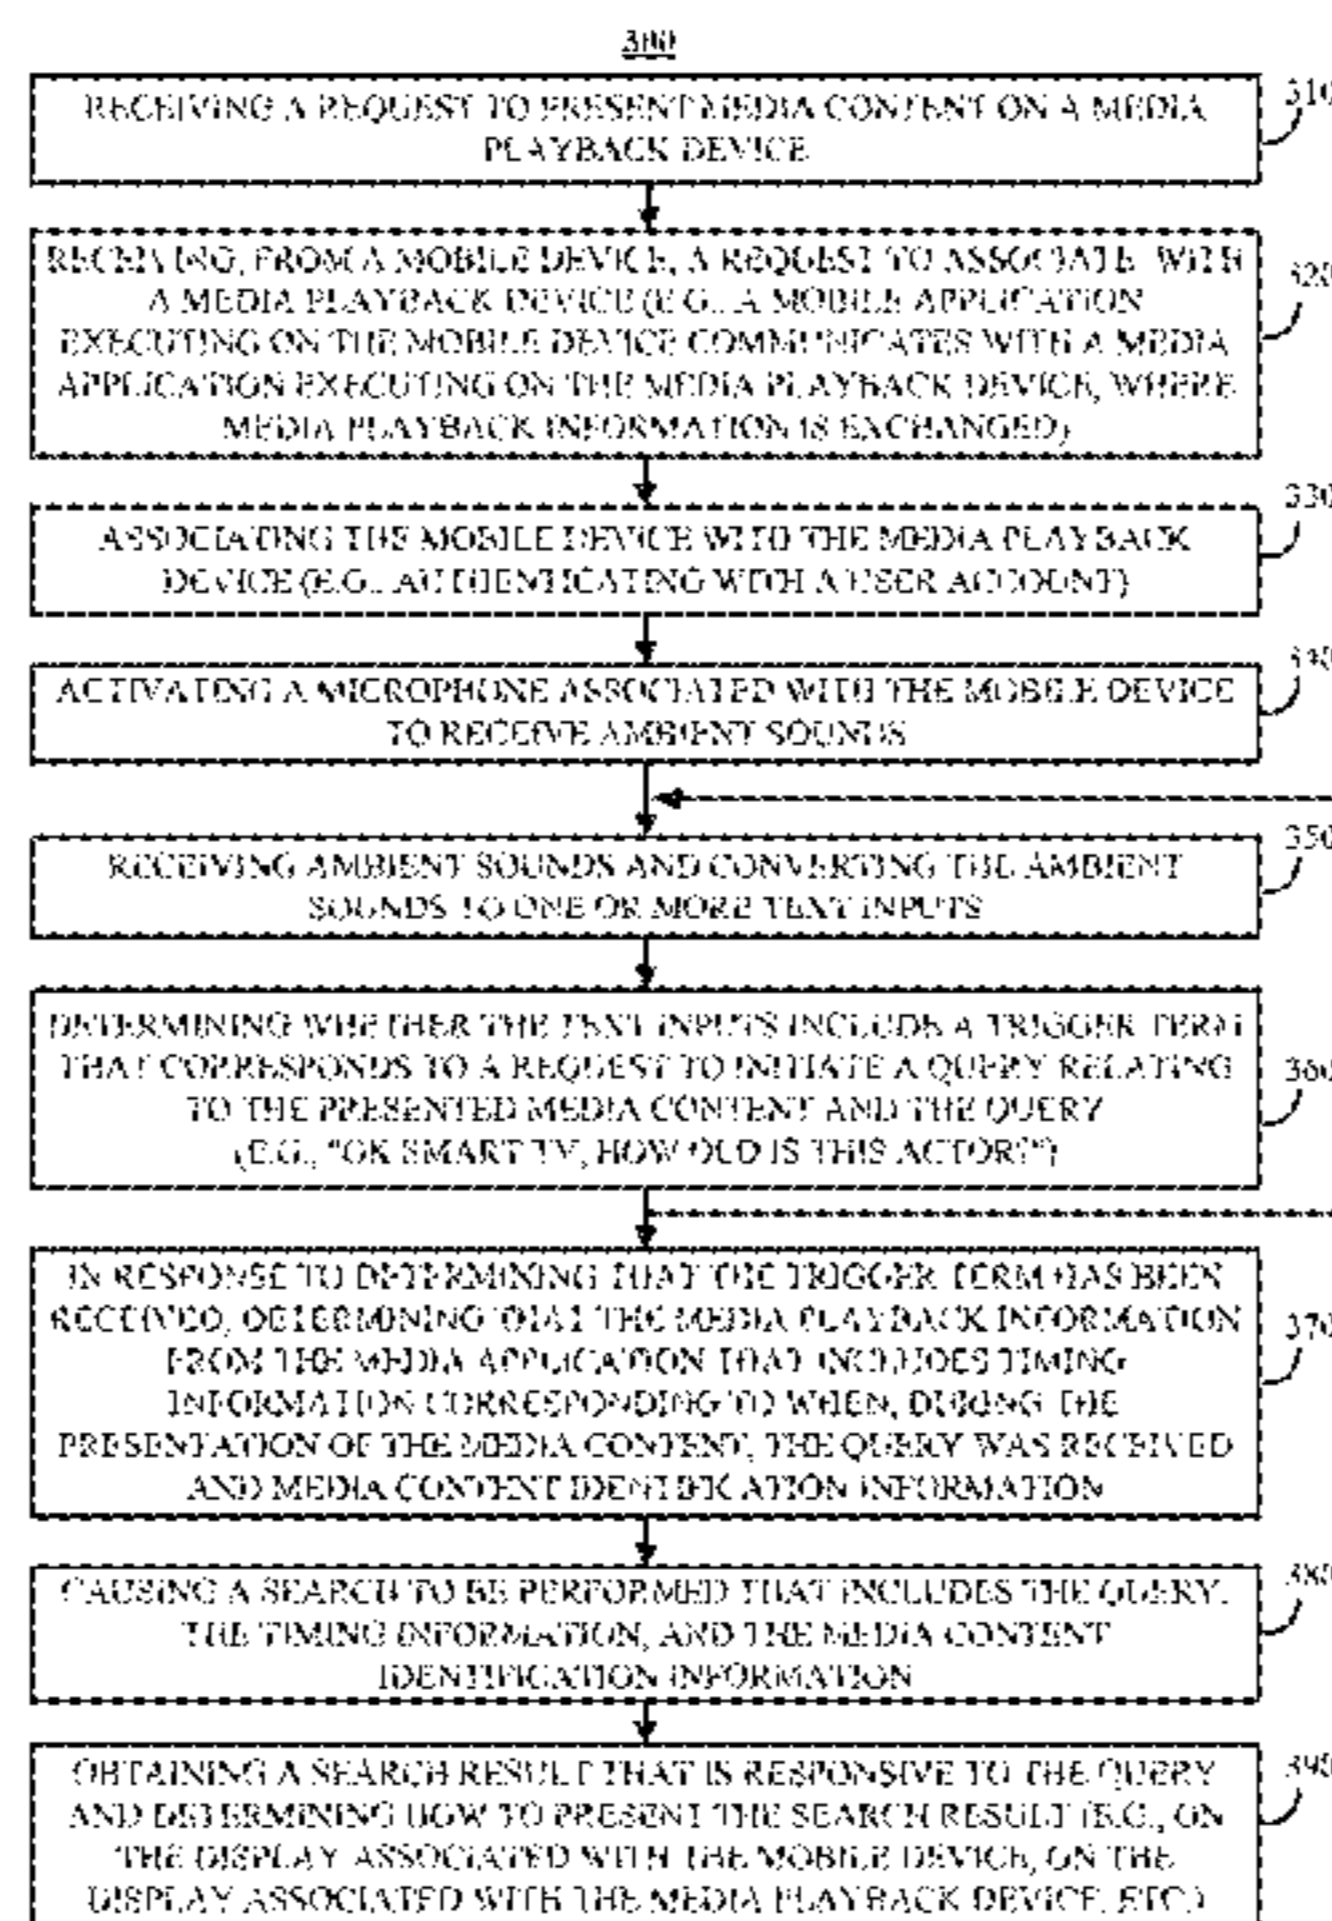 300
RECEIVING A REQUEST TO PRESENT MEDIA CONTENT ON A MEDIA
PLAYBACK DEVICE
310
RECEIVING, FROM A MOBILE DEVICE, A REQUEST TO ASSOCIATE WITH
A MEDIA PLAYBACK DEVICE (E.G., A MOBILE APPLICATION
EXECUTING ON THE MOBILE DEVICE COMMUNICATES WITH A MEDIA
APPLICATION EXECUTING ON THE MEDIA PLAYBACK DEVICE, WHERE
MEDIA PLAYBACK INFORMATION IS EXCHANGED)
320
ASSOCIATING THE MOBILE DEVICE WITH THE MEDIA PLAYBACK
DEVICE (E.G., AUTHENTICATING WITH A USER ACCOUNT)
330
ACTIVATING A MICROPHONE ASSOCIATED WITH THE MOBILE DEVICE
TO RECEIVE AMBIENT SOUNDS
340
RECEIVING AMBIENT SOUNDS AND CONVERTING THE AMBIENT
SOUNDS TO ONE OR MORE TEXT INPUTS
350
DETERMINING WHETHER THE TEXT INPUTS INCLUDE A TRIGGER TERM
THAT CORRESPONDS TO A REQUEST TO INITIATE A QUERY RELATING
TO THE PRESENTED MEDIA CONTENT AND THE QUERY
(E.G., "OK SMART TV, HOW OLD IS THIS ACTOR?")
360
IN RESPONSE TO DETERMINING THAT THE TRIGGER TERM HAS BEEN
RECEIVED, DETERMINING THAT THE MEDIA PLAYBACK INFORMATION
FROM THE MEDIA APPLICATION THAT INCLUDES TIMING
INFORMATION CORRESPONDING TO WHEN, DURING THE
PRESENTATION OF THE MEDIA CONTENT, THE QUERY WAS RECEIVED
AND MEDIA CONTENT IDENTIFICATION INFORMATION
370
CAUSING A SEARCH TO BE PERFORMED THAT INCLUDES THE QUERY,
THE TIMING INFORMATION, AND THE MEDIA CONTENT
IDENTIFICATION INFORMATION
380
OBTAINING A SEARCH RESULT THAT IS RESPONSIVE TO THE QUERY
AND DETERMINING HOW TO PRESENT THE SEARCH RESULT (E.G., ON
THE DISPLAY ASSOCIATED WITH THE MOBILE DEVICE, ON THE
DISPLAY ASSOCIATED WITH THE MEDIA PLAYBACK DEVICE, ETC.)
390